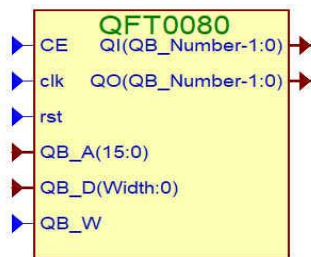 QFT0080
CE QI(QB_Number-1:0)
clk QO(QB_Number-1:0)
rst
QB_A(15:0)
QB_D(Width:0)
QB_W